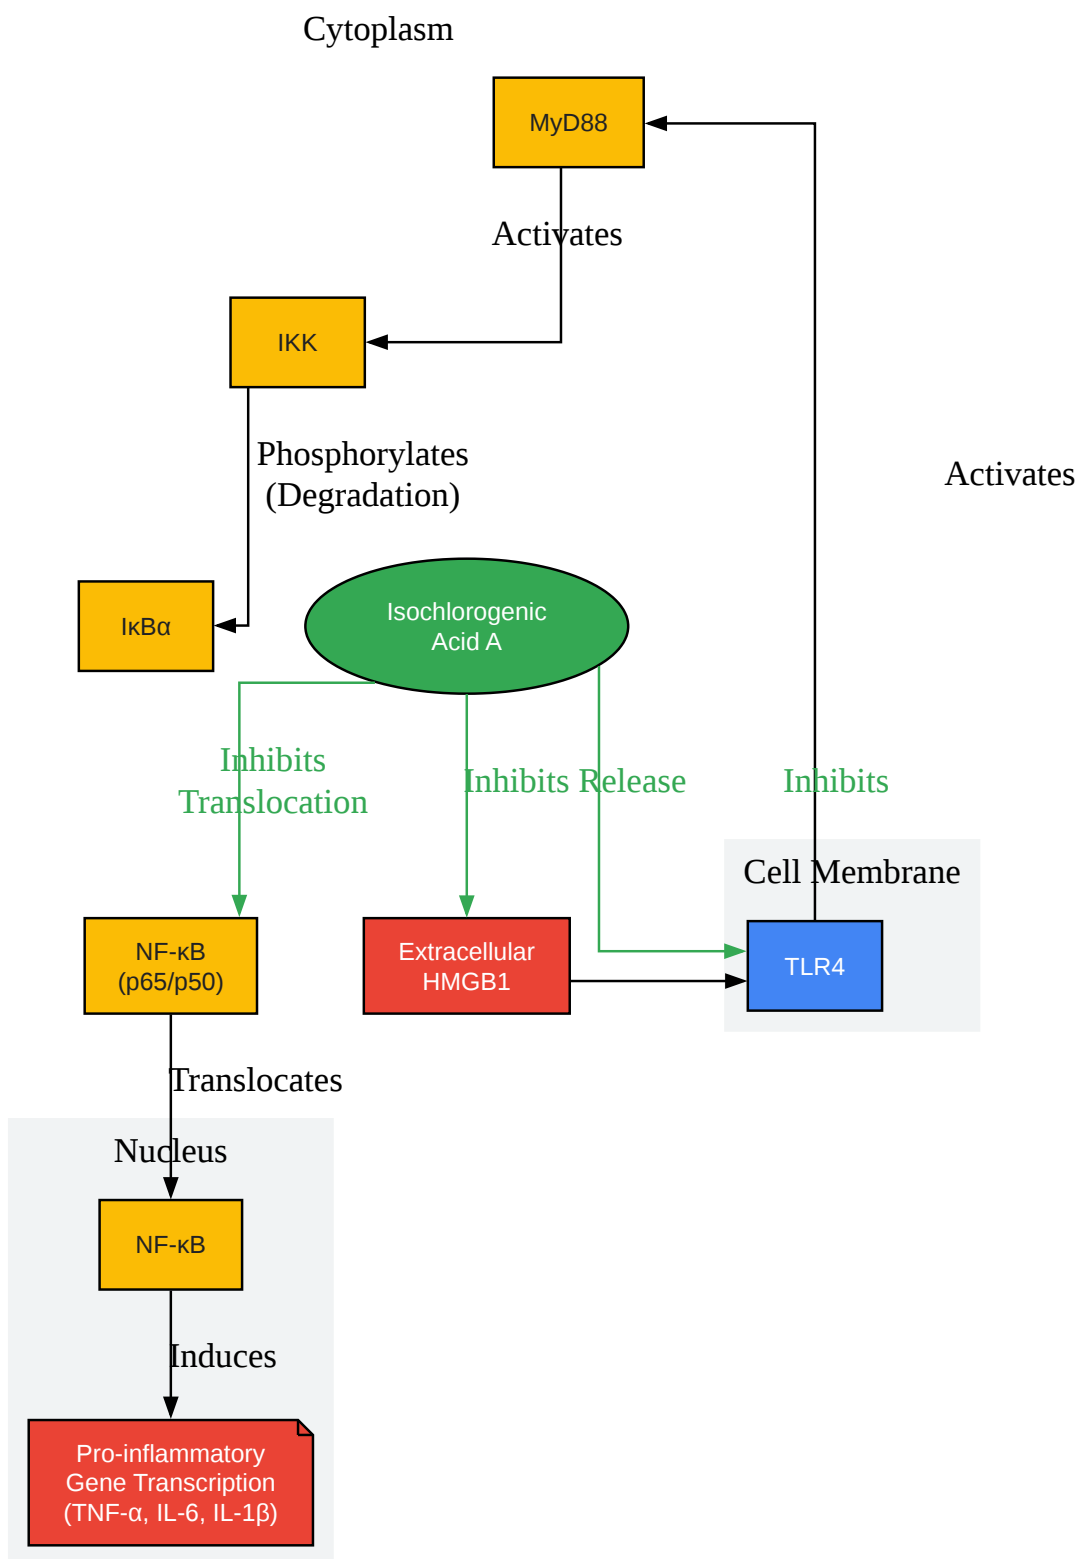 Cytoplasm
MyD88
Activates
IKK
Phosphorylates
(Degradation)
Activates
Isochlorogenic
Acid A
IκBα
Inhibits
Translocation
Inhibits Release
Inhibits
Cell Membrane
NF-κB
(p65/p50)
Extracellular
HMGB1
TLR4
Translocates
Nucleus
NF-κB
Induces
Pro-inflammatory
Gene Transcription
(TNF-α, IL-6, IL-1β)